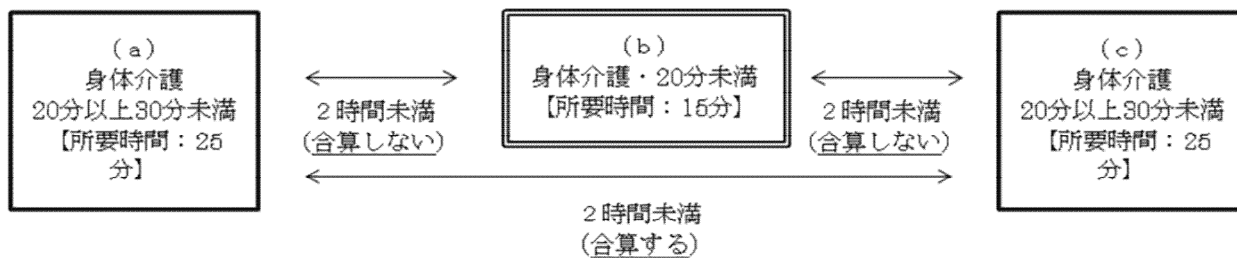 （ａ）
身体介護
20分以上30分未満
【所要時間：25
分】
２時間未満
(合算しない)
（ｂ）
身体介護・20分未満
【所要時間：15分】
２時間未満
(合算しない)
（ｃ）
身体介護
20分以上30分未満
【所要時間：25
分】
２時間未満
(合算する)